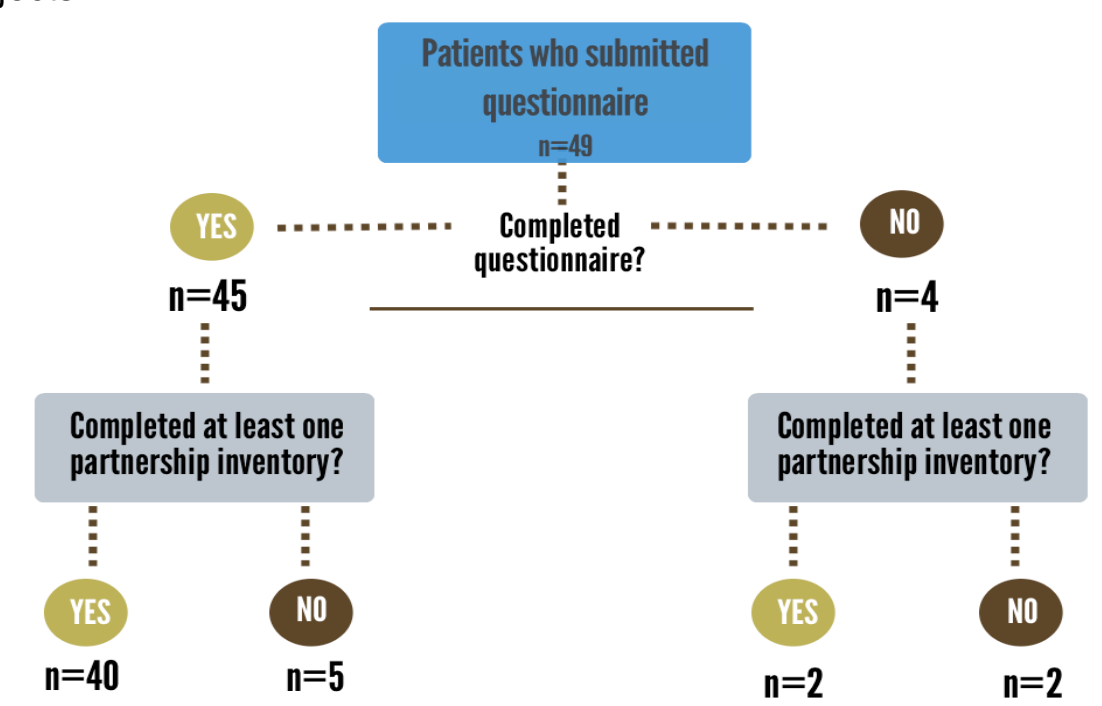 Patients who submitted
questionnaire
n=49
YES
Completed
questionnaire?
NO
n=45
n=4
Completed at least one
partnership inventory?
Completed at least one
partnership inventory?
YES
NO
YES
NO
n=40
n=5
n=2
n=2